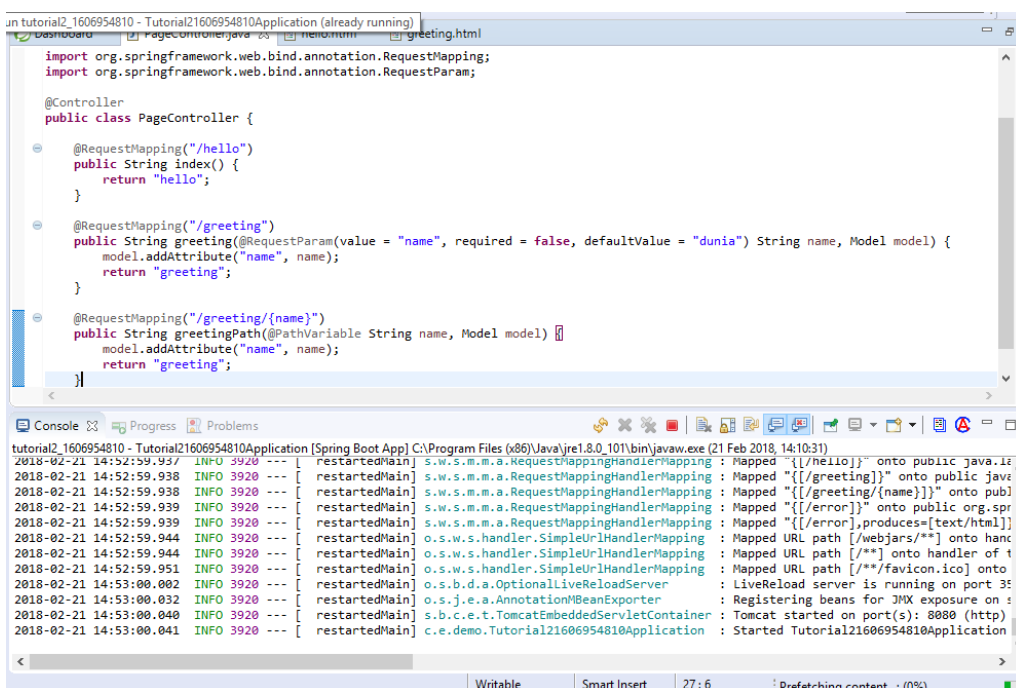 un tutorial2_1606954810 - Tutorial21606954810Application (already running)
Dashboard PageController.java hello.html greeting.html
import org.springframework.web.bind.annotation.RequestMapping;
import org.springframework.web.bind.annotation.RequestParam;
@Controller
public class PageController {
@RequestMapping("/hello")
public String index() {
return "hello";
}
@RequestMapping("/greeting")
public String greeting(@RequestParam(value = "name", required = false, defaultValue = "dunia") String name, Model model) {
model.addAttribute("name", name);
return "greeting";
}
@RequestMapping("/greeting/{name}")
public String greetingPath(@PathVariable String name, Model model) {
model.addAttribute("name", name);
return "greeting";
}
Console Progress Problems
tutorial2_1606954810 - Tutorial21606954810Application [Spring Boot App] C:\Program Files (x86)\Java\jre1.8.0_101\bin\javaw.exe (21 Feb 2018, 14:10:31)
2018-02-21 14:52:59.937 INFO 3920 --- [ restartedMain] s.w.s.m.m.a.RequestMappingHandlerMapping : Mapped "{[/hello]}" onto public java.la
2018-02-21 14:52:59.938 INFO 3920 --- [ restartedMain] s.w.s.m.m.a.RequestMappingHandlerMapping : Mapped "{[/greeting]}" onto public java
2018-02-21 14:52:59.938 INFO 3920 --- [ restartedMain] s.w.s.m.m.a.RequestMappingHandlerMapping : Mapped "{[/greeting/{name}]}" onto publ
2018-02-21 14:52:59.939 INFO 3920 --- [ restartedMain] s.w.s.m.m.a.RequestMappingHandlerMapping : Mapped "{[/error]}" onto public org.spr
2018-02-21 14:52:59.939 INFO 3920 --- [ restartedMain] s.w.s.m.m.a.RequestMappingHandlerMapping : Mapped "{[/error],produces=[text/html]}
2018-02-21 14:52:59.944 INFO 3920 --- [ restartedMain] o.s.w.s.handler.SimpleUrlHandlerMapping : Mapped URL path [/webjars/**] onto hand
2018-02-21 14:52:59.944 INFO 3920 --- [ restartedMain] o.s.w.s.handler.SimpleUrlHandlerMapping : Mapped URL path [/**] onto handler of t
2018-02-21 14:52:59.951 INFO 3920 --- [ restartedMain] o.s.w.s.handler.SimpleUrlHandlerMapping : Mapped URL path [/**/favicon.ico] onto
2018-02-21 14:53:00.002 INFO 3920 --- [ restartedMain] o.s.b.d.a.OptionalLiveReloadServer : LiveReload server is running on port 35
2018-02-21 14:53:00.032 INFO 3920 --- [ restartedMain] o.s.j.e.a.AnnotationMBeanExporter : Registering beans for JMX exposure on s
2018-02-21 14:53:00.040 INFO 3920 --- [ restartedMain] s.b.c.e.t.TomcatEmbeddedServletContainer : Tomcat started on port(s): 8080 (http)
2018-02-21 14:53:00.041 INFO 3920 --- [ restartedMain] c.e.demo.Tutorial21606954810Application : Started Tutorial21606954810Application
Writable Smart Insert 27 : 6 Prefetching content...: (0%)